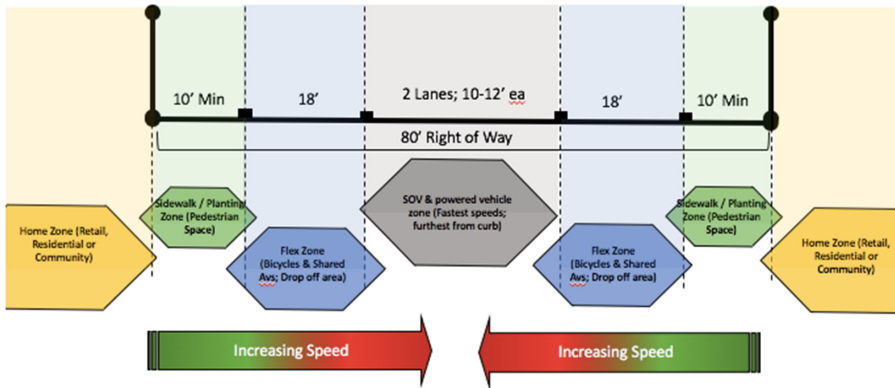 10' Min
18'
2 Lanes; 10-12' ea
18'
10' Min
80' Right of Way
Sidewalk / Planting
Zone (Pedestrian
Space)
SOV & powered vehicle
zone (Fastest speeds;
furthest from curb)
Sidewalk / Planting
Zone (Pedestrian
Space)
Home Zone (Retail,
Residential or
Community)
Flex Zone
(Bicycles & Shared
Avs; Drop off area)
Flex Zone
(Bicycles & Shared
Avs; Drop off area)
Home Zone (Retail,
Residential or
Community)
Increasing Speed
Increasing Speed